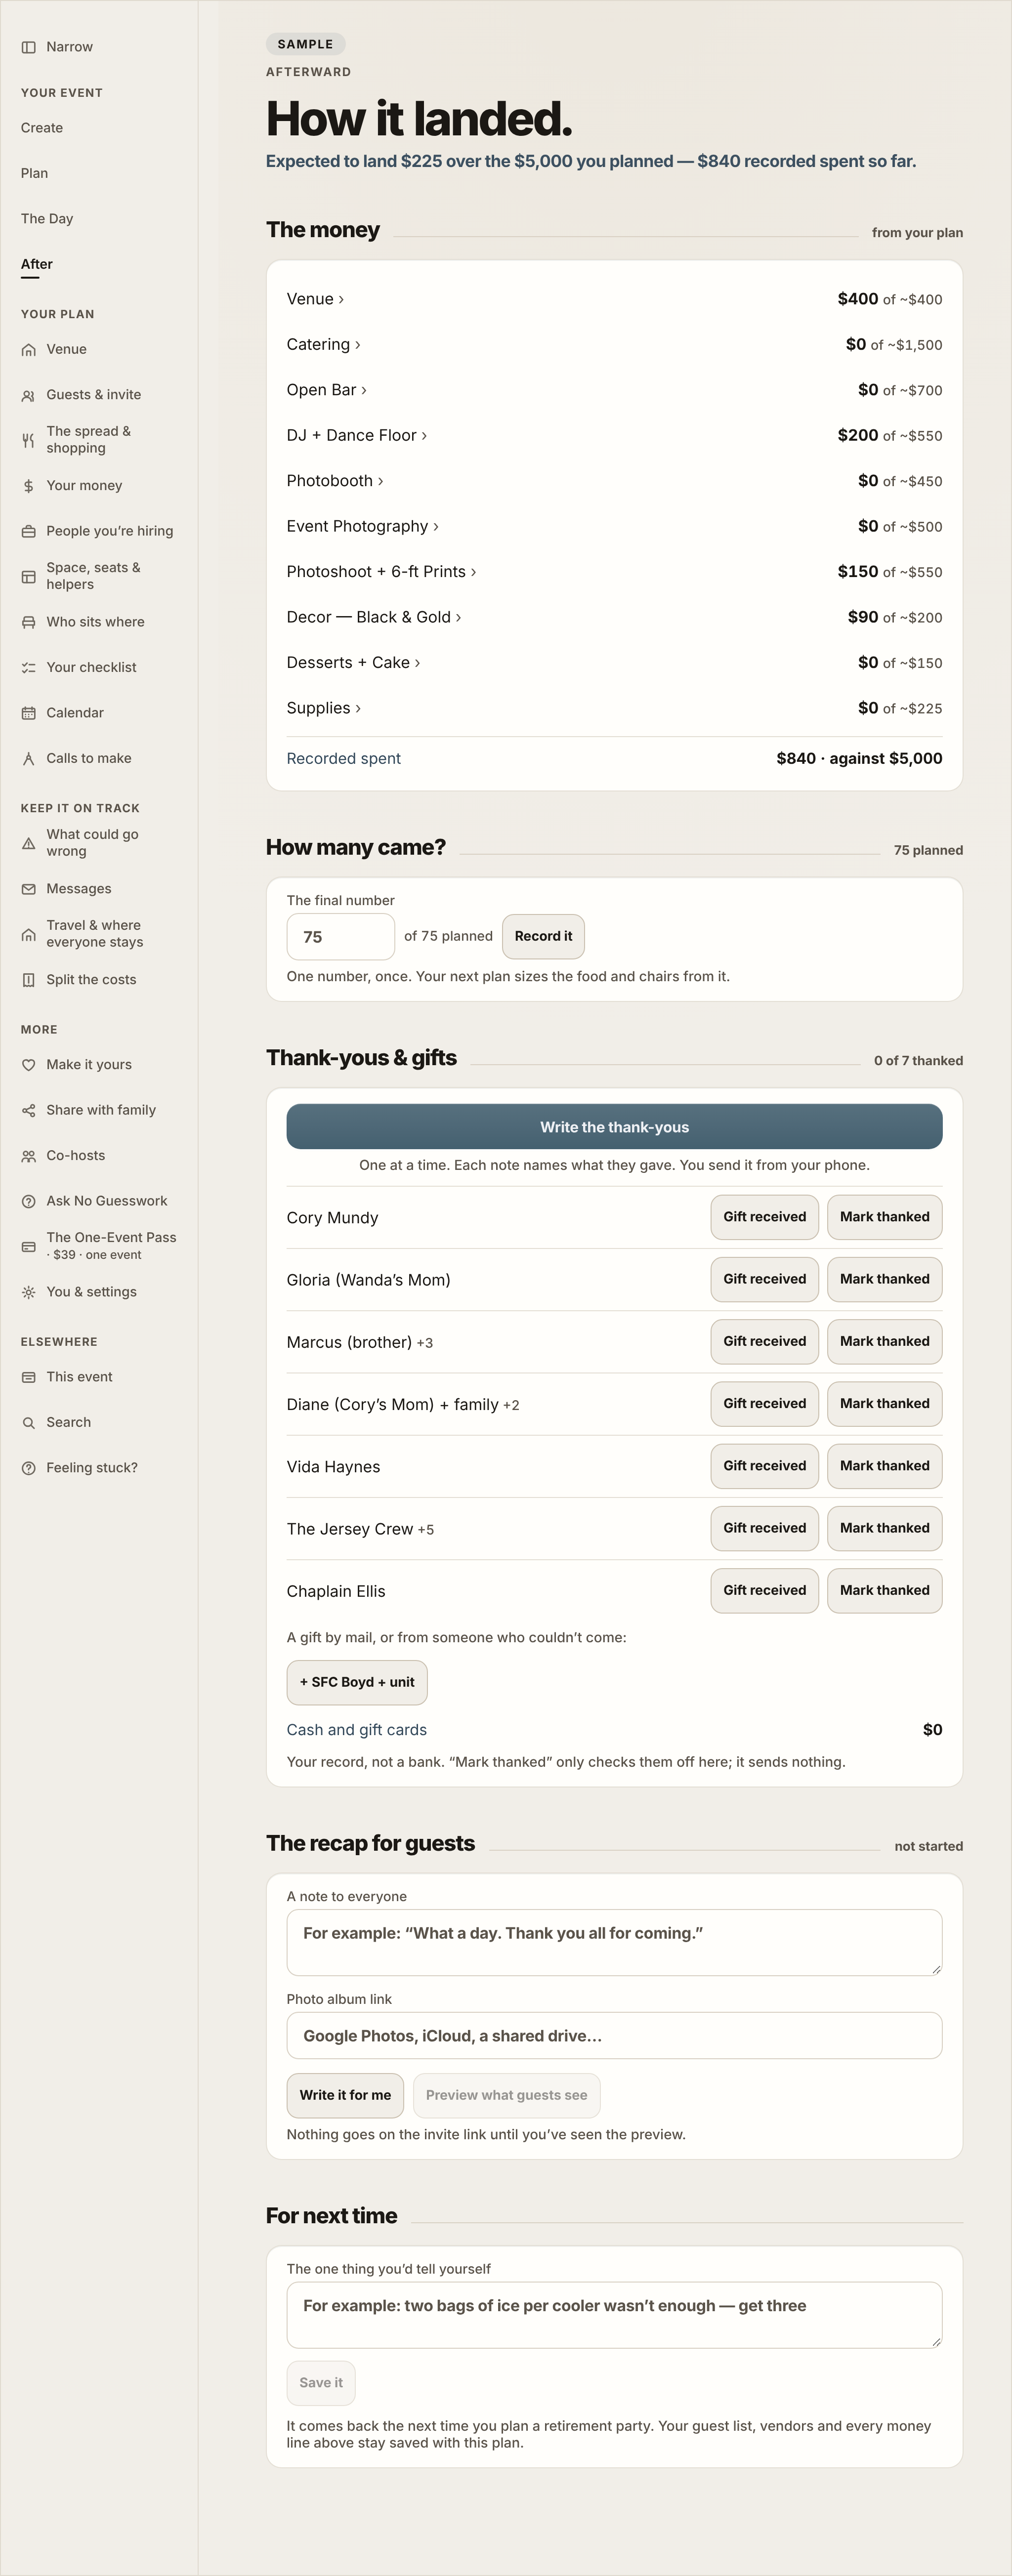 Narrow
YOUR EVENT
Create
Plan
The Day
After
YOUR PLAN
Venue
Guests & invite
The spread &
shopping
Your money
People you’re hiring
Space, seats &
helpers
Who sits where
Your checklist
Calendar
Calls to make
KEEP IT ON TRACK
What could go
wrong
Messages
Travel & where
everyone stays
Split the costs
MORE
Make it yours
Share with family
Co-hosts
Ask No Guesswork
The One-Event Pass
· $39 · one event
You & settings
ELSEWHERE
This event
Search
Feeling stuck?
SAMPLE
AFTERWARD
How it landed.
Expected to land $225 over the $5,000 you planned — $840 recorded spent so far.
The money from your plan
Venue › $400 of ~$400
Catering › $0 of ~$1,500
Open Bar › $0 of ~$700
DJ + Dance Floor › $200 of ~$550
Photobooth › $0 of ~$450
Event Photography › $0 of ~$500
Photoshoot + 6-ft Prints › $150 of ~$550
Decor — Black & Gold › $90 of ~$200
Desserts + Cake › $0 of ~$150
Supplies › $0 of ~$225
Recorded spent $840 · against $5,000
How many came? 75 planned
The final number
75 of 75 planned Record it
One number, once. Your next plan sizes the food and chairs from it.
Thank-yous & gifts 0 of 7 thanked
Write the thank-yous
One at a time. Each note names what they gave. You send it from your phone.
Cory Mundy Gift received Mark thanked
Gloria (Wanda’s Mom) Gift received Mark thanked
Marcus (brother) +3 Gift received Mark thanked
Diane (Cory’s Mom) + family +2 Gift received Mark thanked
Vida Haynes Gift received Mark thanked
The Jersey Crew +5 Gift received Mark thanked
Chaplain Ellis Gift received Mark thanked
A gift by mail, or from someone who couldn’t come:
+ SFC Boyd + unit
Cash and gift cards $0
Your record, not a bank. “Mark thanked” only checks them off here; it sends nothing.
The recap for guests not started
A note to everyone
For example: “What a day. Thank you all for coming.”
Photo album link
Google Photos, iCloud, a shared drive…
Write it for me Preview what guests see
Nothing goes on the invite link until you’ve seen the preview.
For next time
The one thing you’d tell yourself
For example: two bags of ice per cooler wasn’t enough — get three
Save it
It comes back the next time you plan a retirement party. Your guest list, vendors and every money
line above stay saved with this plan.